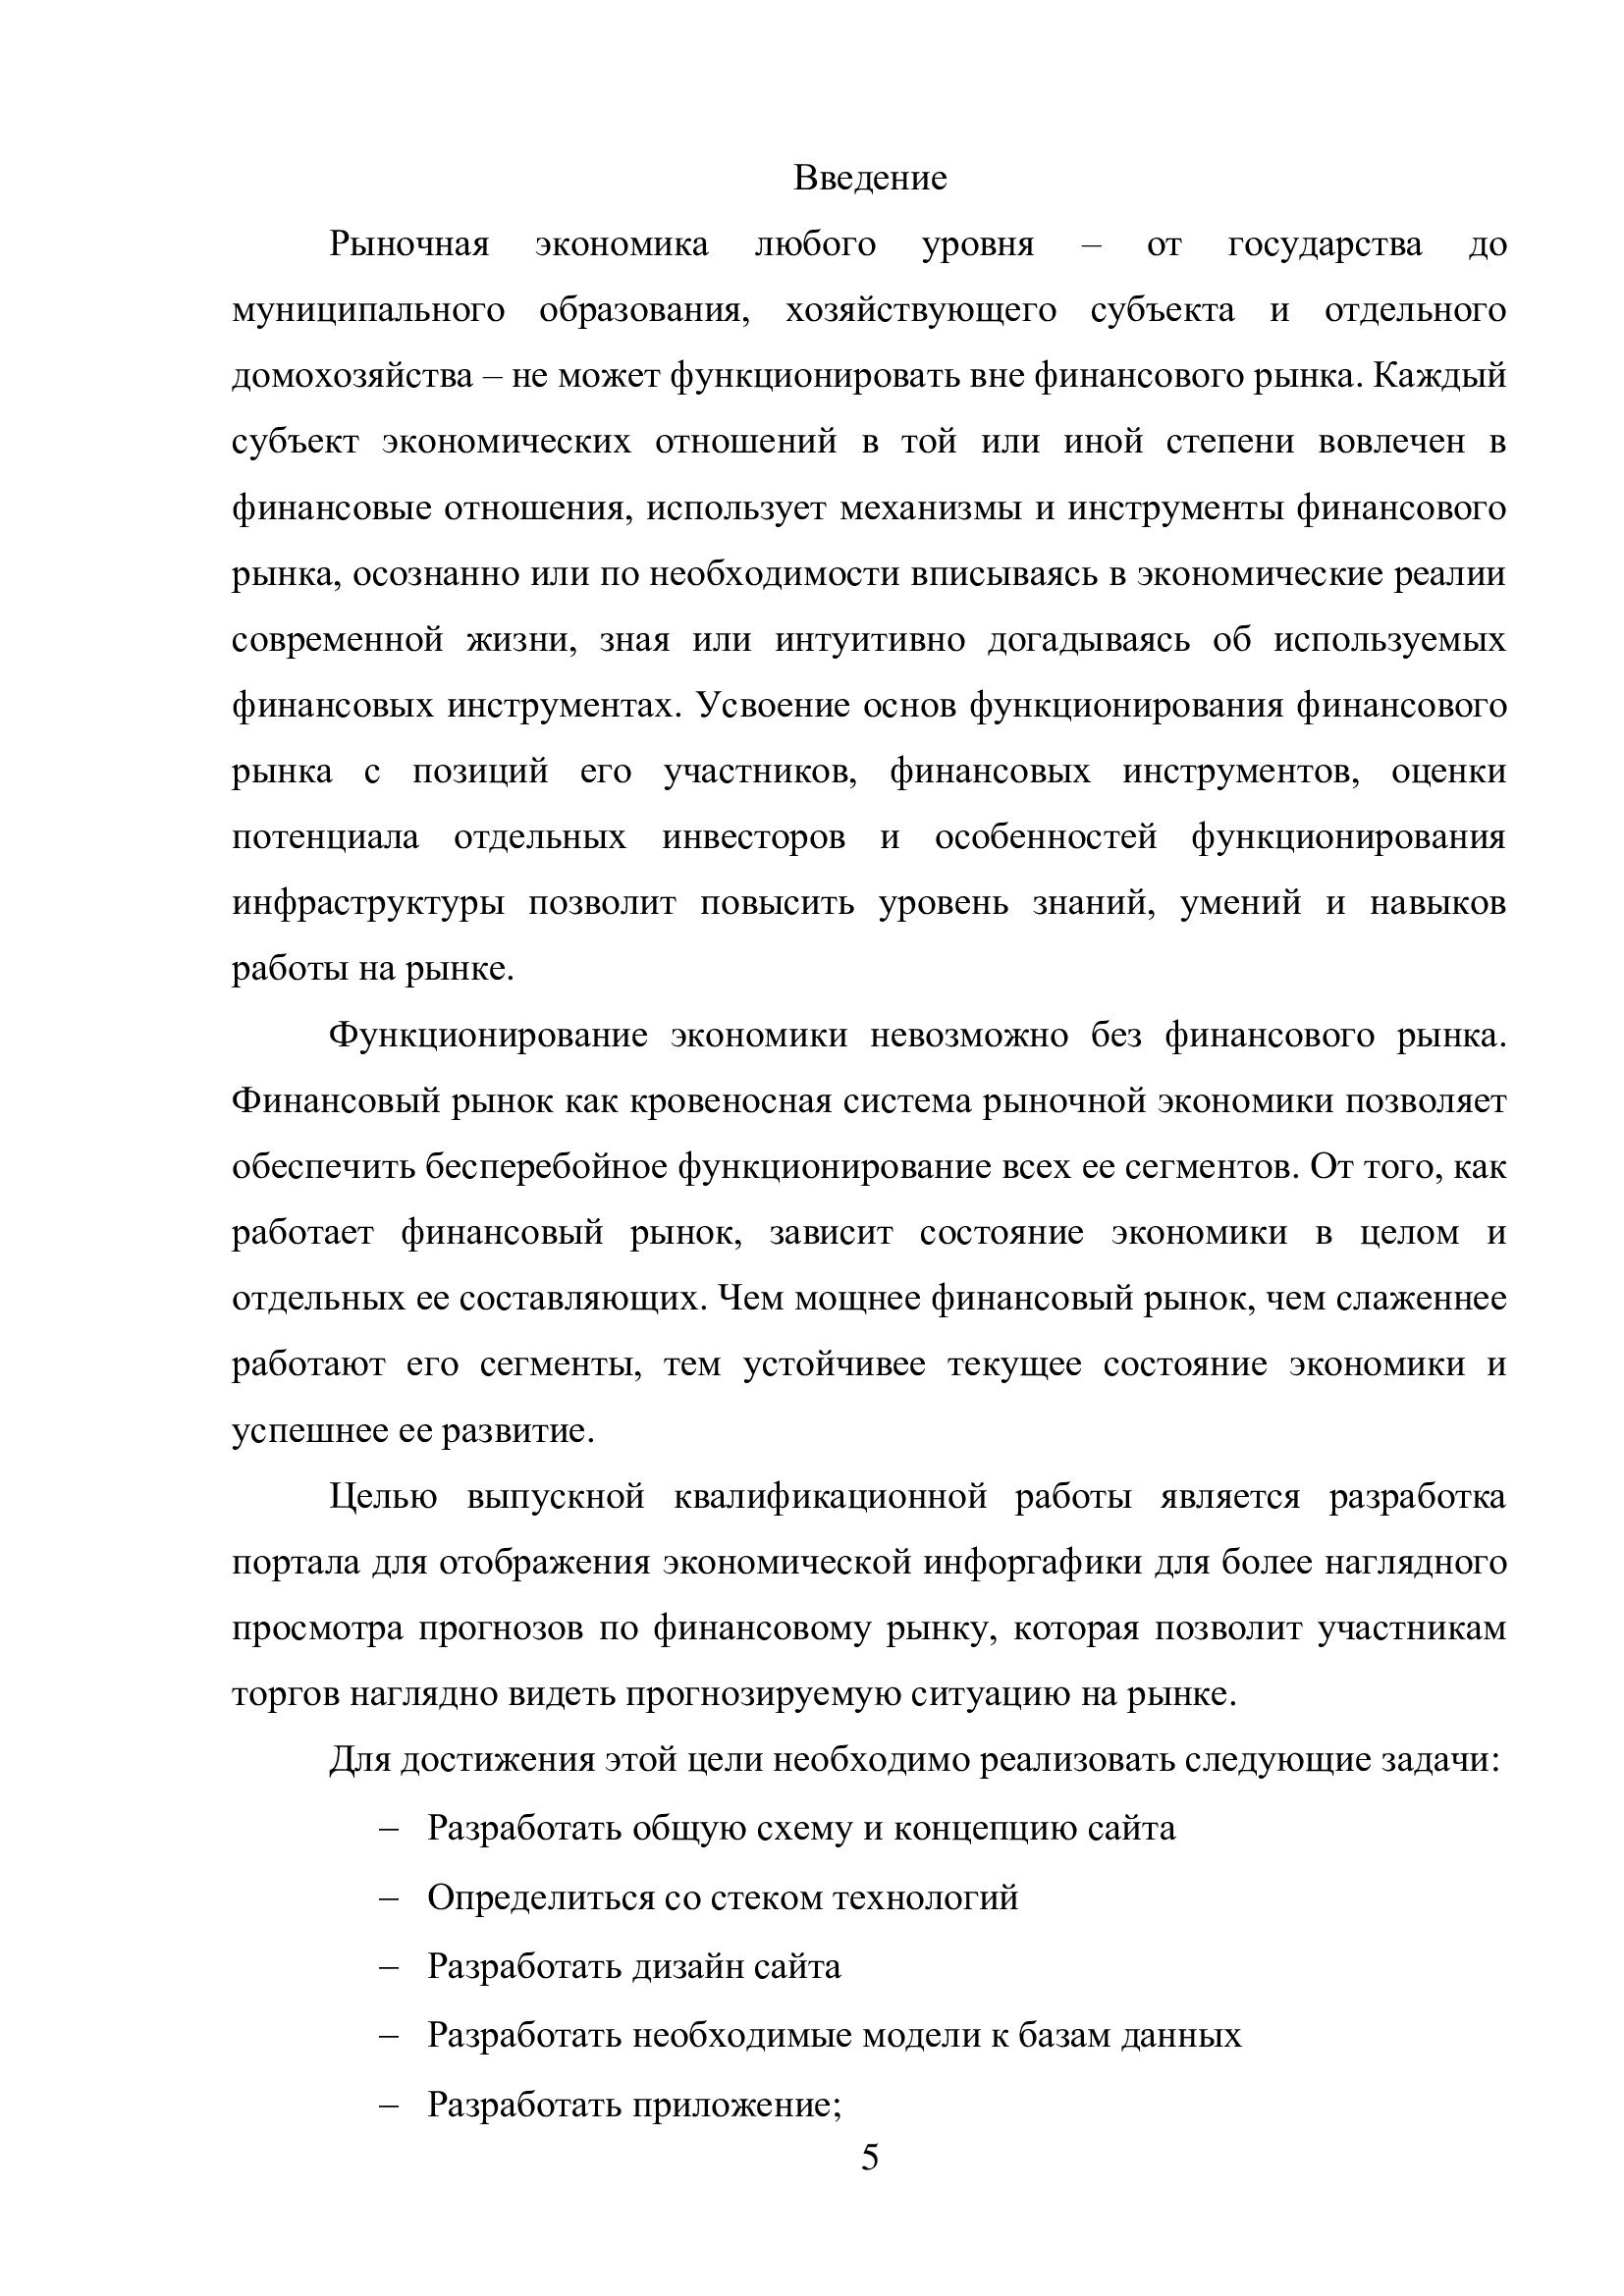 Введение
Рыночная экономика любого уровня – от государства до
муниципального образования, хозяйствующего субъекта и отдельного
домохозяйства – не может функционировать вне финансового рынка. Каждый
субъект экономических отношений в той или иной степени вовлечен в
финансовые отношения, использует механизмы и инструменты финансового
рынка, осознанно или по необходимости вписываясь в экономические реалии
современной жизни, зная или интуитивно догадываясь об используемых
финансовых инструментах. Усвоение основ функционирования финансового
рынка с позиций его участников, финансовых инструментов, оценки
потенциала отдельных инвесторов и особенностей функционирования
инфраструктуры позволит повысить уровень знаний, умений и навыков
работы на рынке.
Функционирование экономики невозможно без финансового рынка.
Финансовый рынок как кровеносная система рыночной экономики позволяет
обеспечить бесперебойное функционирование всех ее сегментов. От того, как
работает финансовый рынок, зависит состояние экономики в целом и
отдельных ее составляющих. Чем мощнее финансовый рынок, чем слаженнее
работают его сегменты, тем устойчивее текущее состояние экономики и
успешнее ее развитие.
Целью выпускной квалификационной работы является разработка
портала для отображения экономической инфоргафики для более наглядного
просмотра прогнозов по финансовому рынку, которая позволит участникам
торгов наглядно видеть прогнозируемую ситуацию на рынке.
Для достижения этой цели необходимо реализовать следующие задачи:
– Разработать общую схему и концепцию сайта
– Определиться со стеком технологий
– Разработать дизайн сайта
– Разработать необходимые модели к базам данных
– Разработать приложение;
5